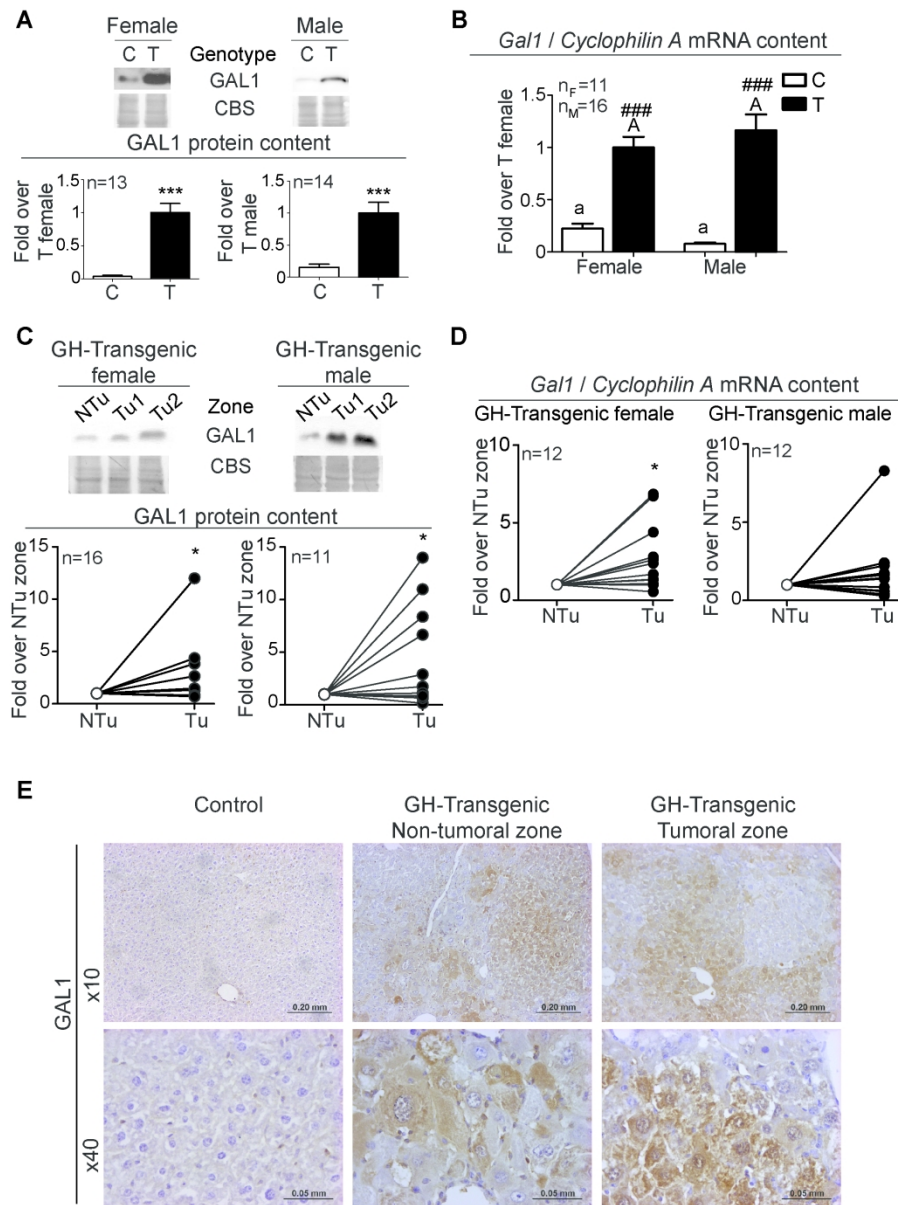 A
Female Male
C T Genotype C T
GAL1
CBS
GAL1 protein content
Fold over
T female
1.5
1
0.5
0
n=13
***
C T
Fold over
T male
1.5
1
0.5
0
n=14
***
C T
B
Gal1 / Cyclophilin A mRNA content
Fold over T female
1.5
1
0.5
0
nF=11
nM=16
C
T
a
###
A
a
###
A
Female Male
C
GH-Transgenic
female
GH-Transgenic
male
NTu Tu1 Tu2 Zone NTu Tu1 Tu2
GAL1
CBS
GAL1 protein content
Fold over NTu zone
15
10
5
0
n=16
*
NTu Tu
Fold over NTu zone
15
10
5
0
n=11
*
NTu Tu
D
Gal1 / Cyclophilin A mRNA content
GH-Transgenic female
Fold over NTu zone
10
5
0
n=12
*
NTu Tu
GH-Transgenic male
Fold over NTu zone
10
5
0
n=12
NTu Tu
E
Control
GH-Transgenic
Non-tumoral zone
GH-Transgenic
Tumoral zone
GAL1
x10
0.20 mm
0.20 mm
0.20 mm
x40
0.05 mm
0.05 mm
0.05 mm